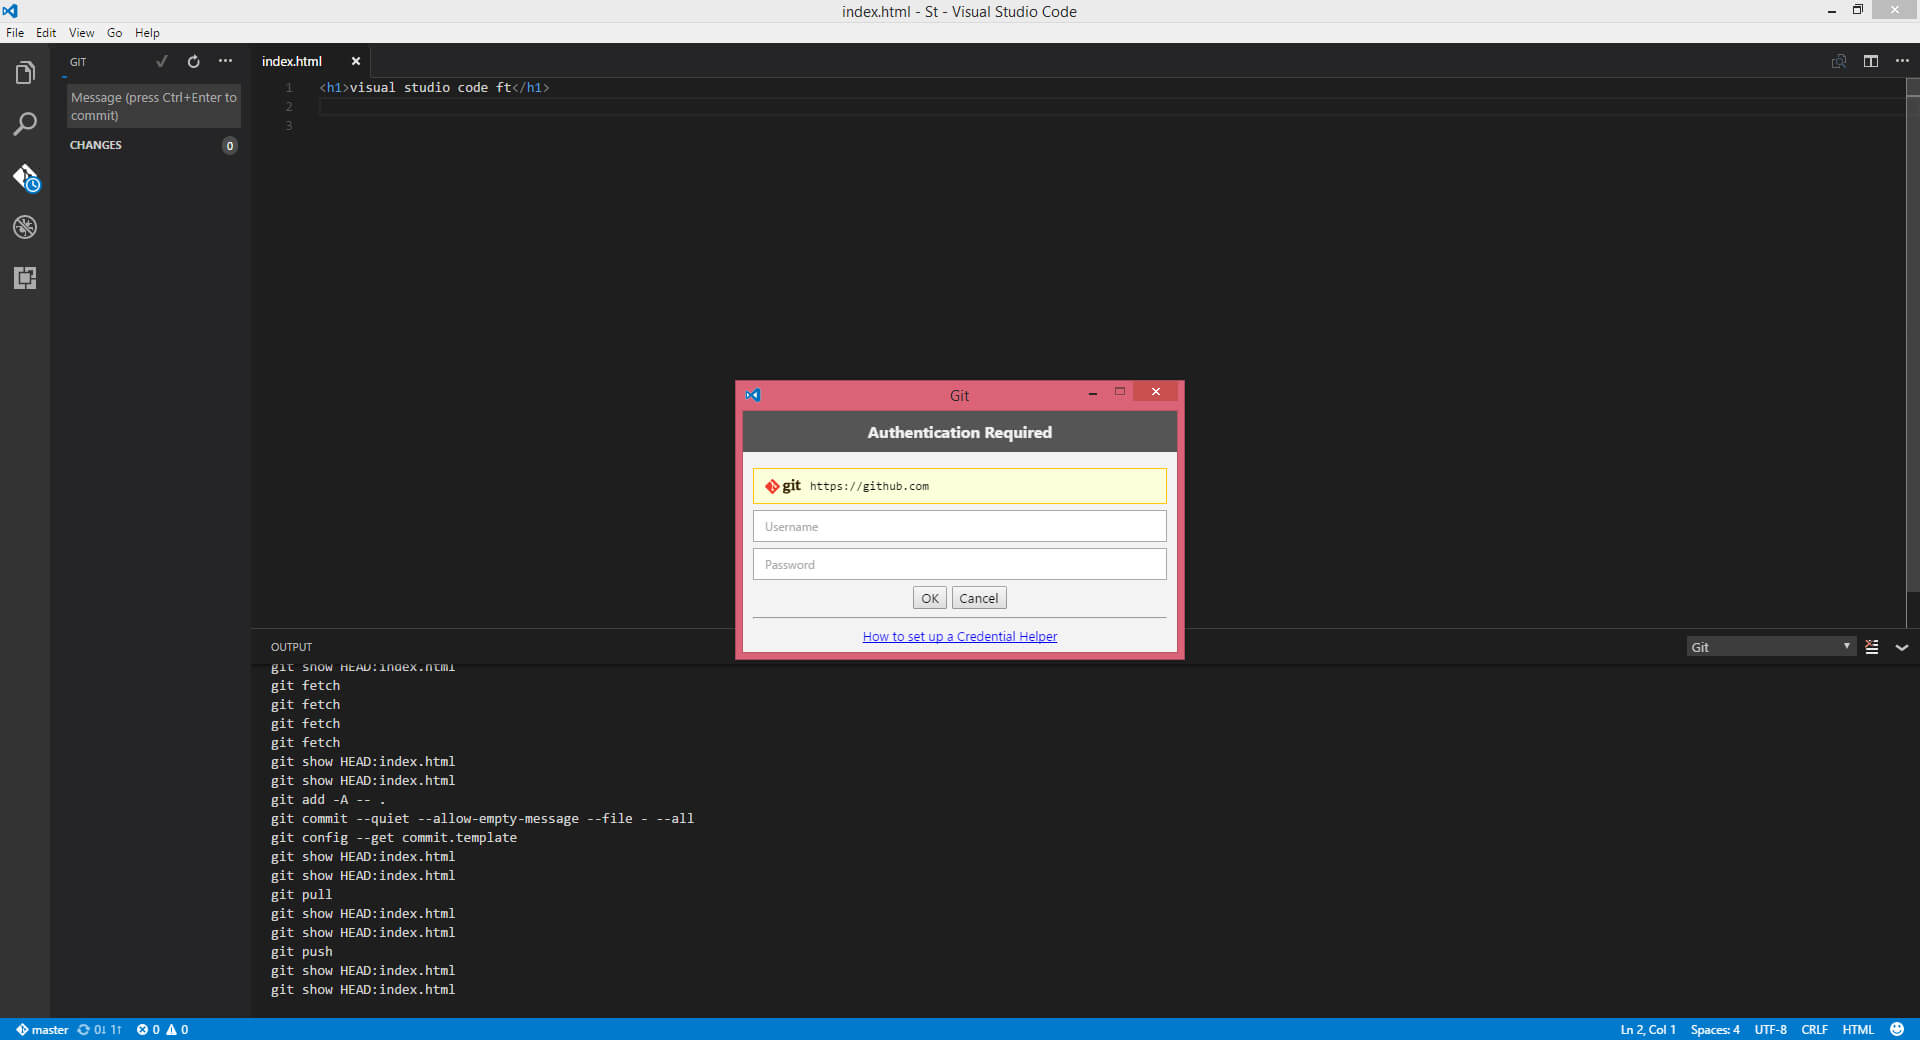 index.html - St - Visual Studio Code
File Edit View Go Help
GIT
index.html
Message (press Ctrl+Enter to
commit)
CHANGES 0
1 <h1>visual studio code ft</h1>
2
3
Git
Authentication Required
git https://github.com
Username
Password
OK Cancel
How to set up a Credential Helper
OUTPUT
Git
git show HEAD:index.html
git fetch
git fetch
git fetch
git fetch
git show HEAD:index.html
git show HEAD:index.html
git add -A -- .
git commit --quiet --allow-empty-message --file - --all
git config --get commit.template
git show HEAD:index.html
git show HEAD:index.html
git pull
git show HEAD:index.html
git show HEAD:index.html
git push
git show HEAD:index.html
git show HEAD:index.html
master 0↓ 1↑ 0 0 Ln 2, Col 1 Spaces: 4 UTF-8 CRLF HTML